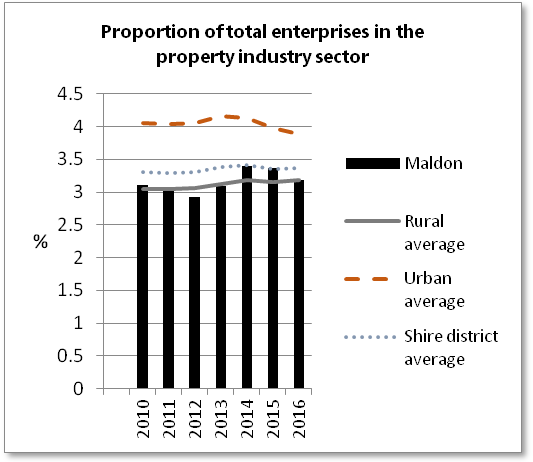 Proportion of total enterprises in the
property industry sector
4.5
4
3.5
3
2.5
2
1.5
1
0.5
0
%
2010
2011
2012
2013
2014
2015
2016
Maldon
Rural
average
Urban
average
Shire district
average